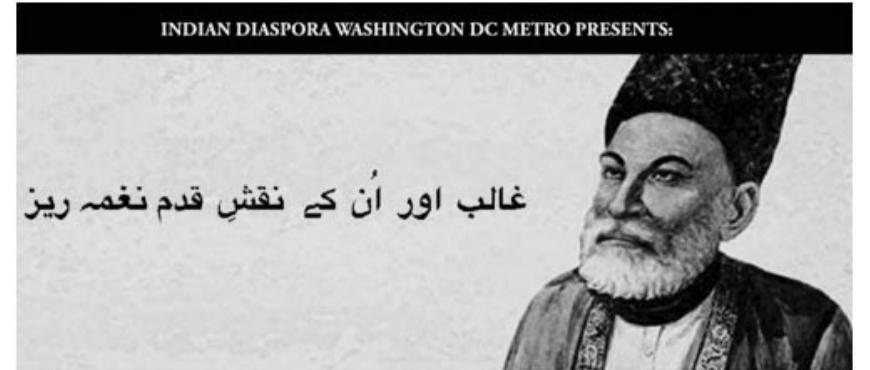 INDIAN DIASPORA WASHINGTON DC METRO PRESENTS:
غالب اور اُن کے نقشِ قدم نغمہ ریز